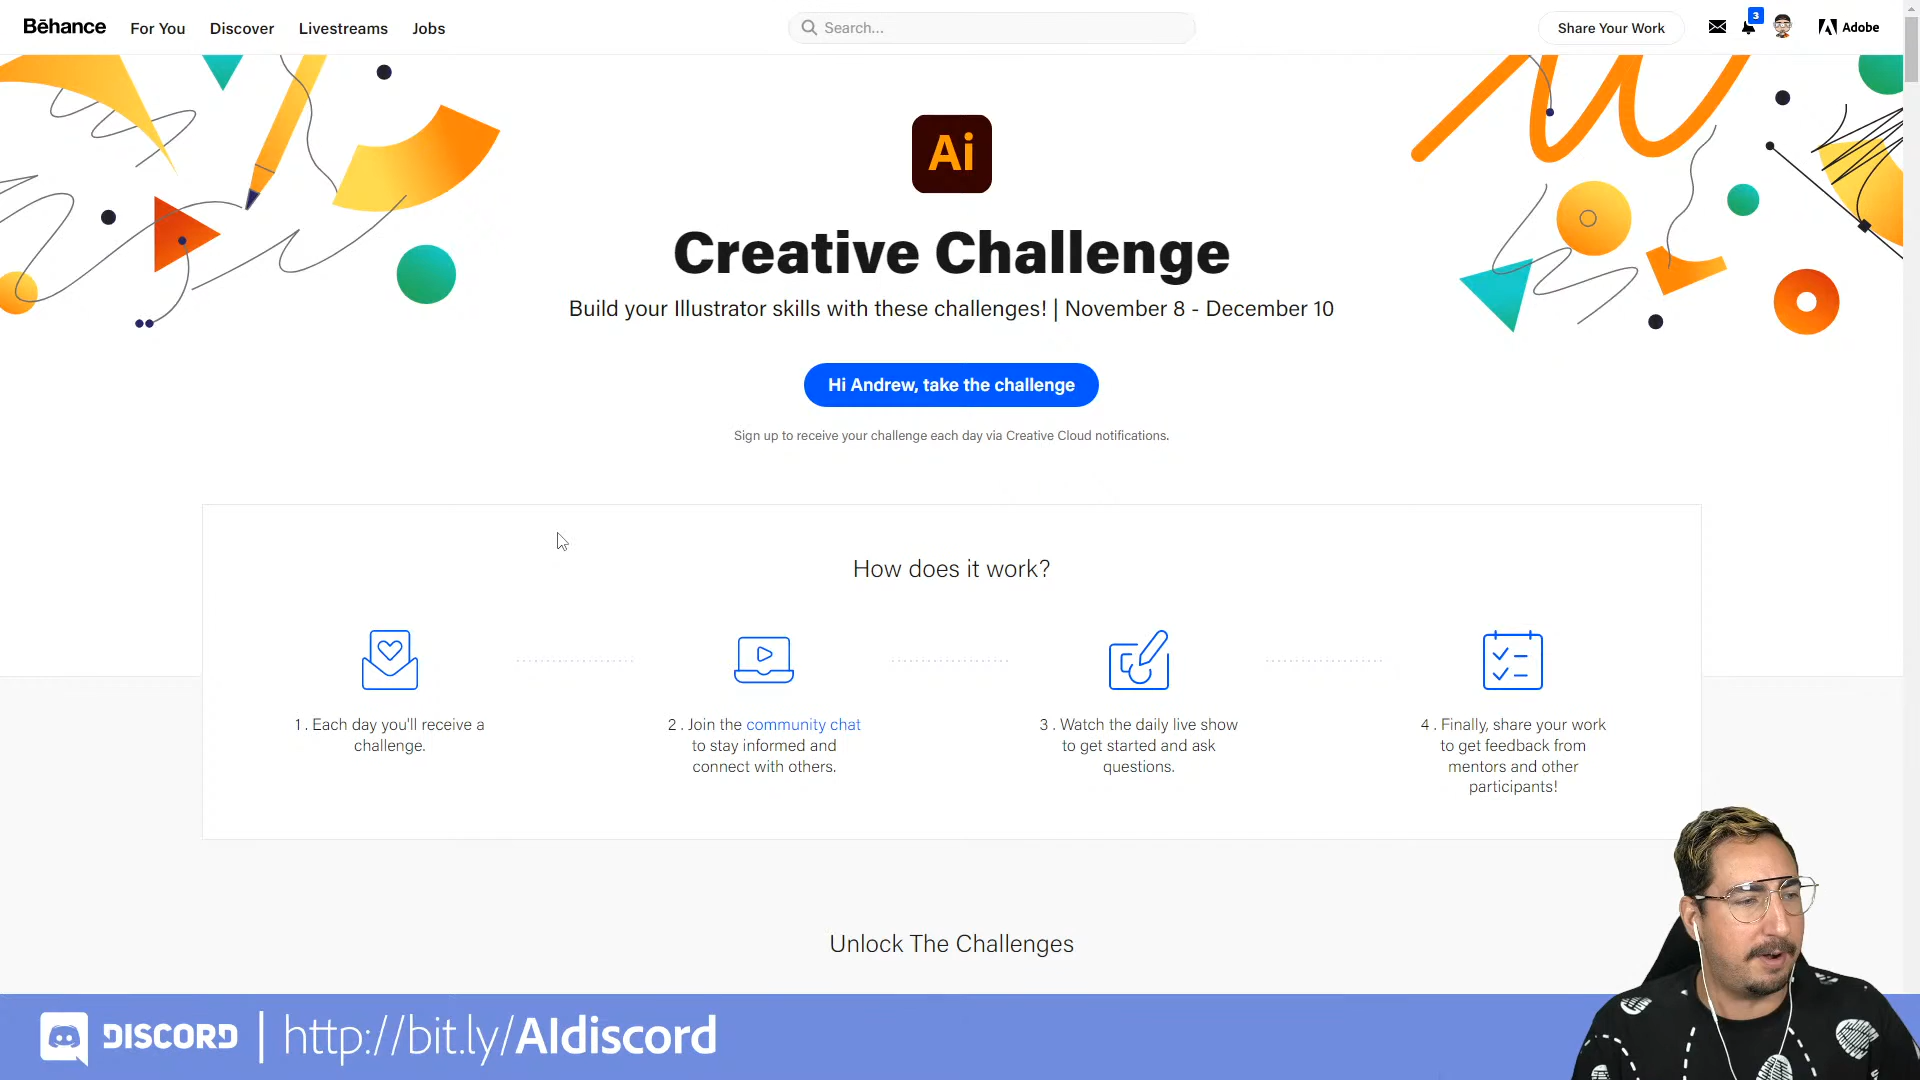 Bēhance For You Discover Livestreams Jobs Search... Share Your Work 3 Adobe
Ai
Creative Challenge
Build your Illustrator skills with these challenges! | November 8 - December 10
Hi Andrew, take the challenge
Sign up to receive your challenge each day via Creative Cloud notifications.
How does it work?
1 . Each day you'll receive a
challenge.
2 . Join the community chat
to stay informed and
connect with others.
3 . Watch the daily live show
to get started and ask
questions.
4 . Finally, share your work
to get feedback from
mentors and other
participants!
Unlock The Challenges
DISCORD | http://bit.ly/AIdiscord